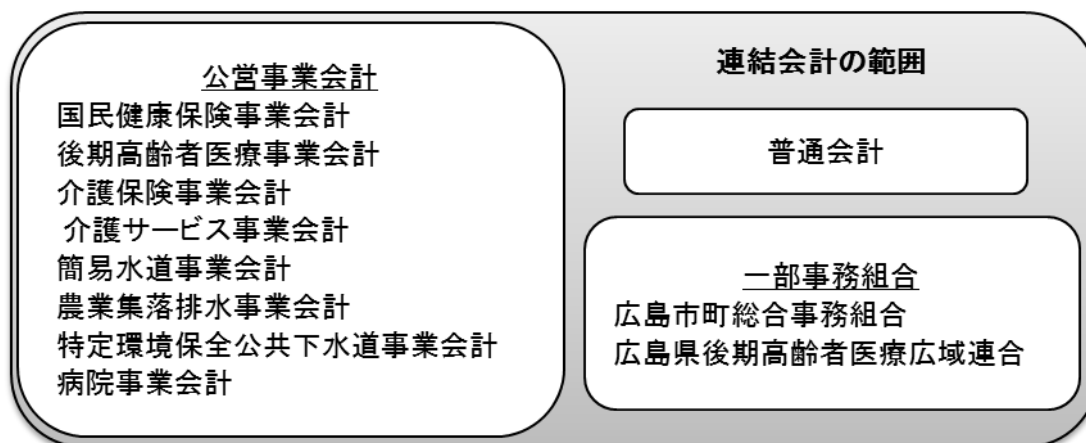 公営事業会計
国民健康保険事業会計
後期高齢者医療事業会計
介護保険事業会計
介護サービス事業会計
簡易水道事業会計
農業集落排水事業会計
特定環境保全公共下水道事業会計
病院事業会計
連結会計の範囲
普通会計
一部事務組合
広島市町総合事務組合
広島県後期高齢者医療広域連合